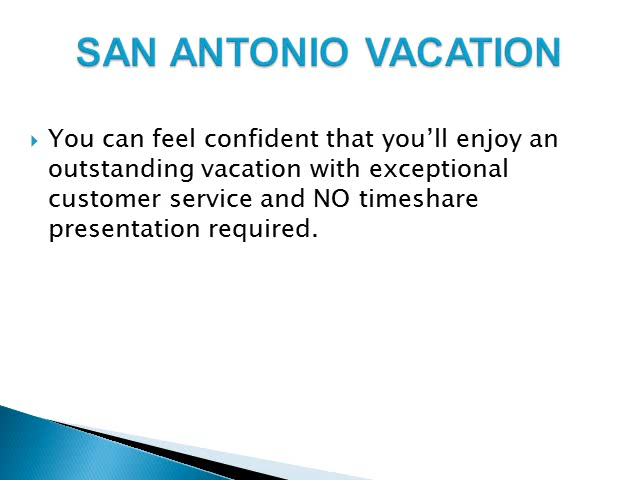 SAN ANTONIO VACATION
You can feel confident that you’ll enjoy an
outstanding vacation with exceptional
customer service and NO timeshare
presentation required.